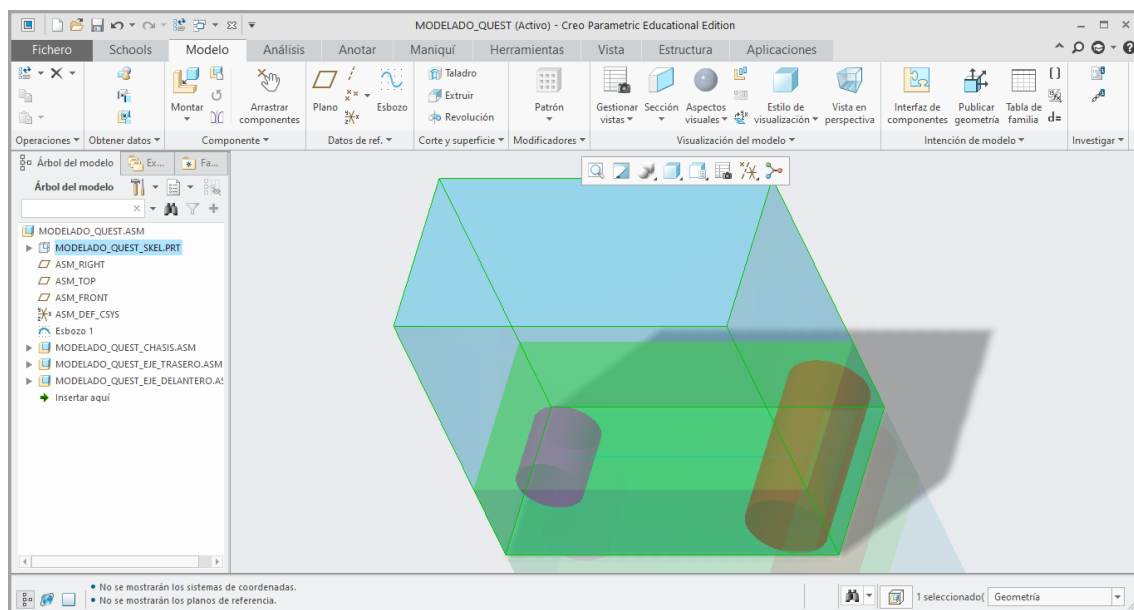 MODELADO_QUEST (Activo) - Creo Parametric Educational Edition
Fichero Schools Modelo Análisis Anotar Maniquí Herramientas Vista Estructura Aplicaciones
Montar
Arrastrar componentes
Plano
Esbozo
Taladro
Extruir
Revolución
Patrón
Gestionar vistas
Sección
Aspectos visuales
Estilo de visualización
Vista en perspectiva
Interfaz de componentes
Publicar geometría
Tabla de familia
d=
Operaciones Obtener datos Componente Datos de ref. Corte y superficie Modificadores Visualización del modelo Intención de modelo Investigar
Árbol del modelo Ex... Fa...
Árbol del modelo
MODELADO_QUEST.ASM
MODELADO_QUEST_SKEL.PRT
ASM_RIGHT
ASM_TOP
ASM_FRONT
ASM_DEF_CSYS
Esbozo 1
MODELADO_QUEST_CHASIS.ASM
MODELADO_QUEST_EJE_TRASERO.ASM
MODELADO_QUEST_EJE_DELANTERO.AS
Insertar aquí
• No se mostrarán los sistemas de coordenadas.
• No se mostrarán los planos de referencia.
1 seleccionado( Geometría